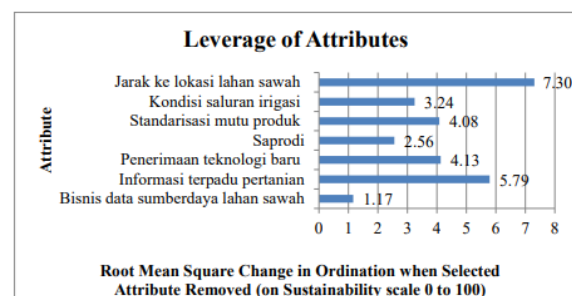 Leverage of Attributes
Attribute
Jarak ke lokasi lahan sawah 7.30
Kondisi saluran irigasi 3.24
Standarisasi mutu produk 4.08
Saprodi 2.56
Penerimaan teknologi baru 4.13
Informasi terpadu pertanian 5.79
Bisnis data sumberdaya lahan sawah 1.17
0 1 2 3 4 5 6 7 8
Root Mean Square Change in Ordination when Selected
Attribute Removed (on Sustainability scale 0 to 100)